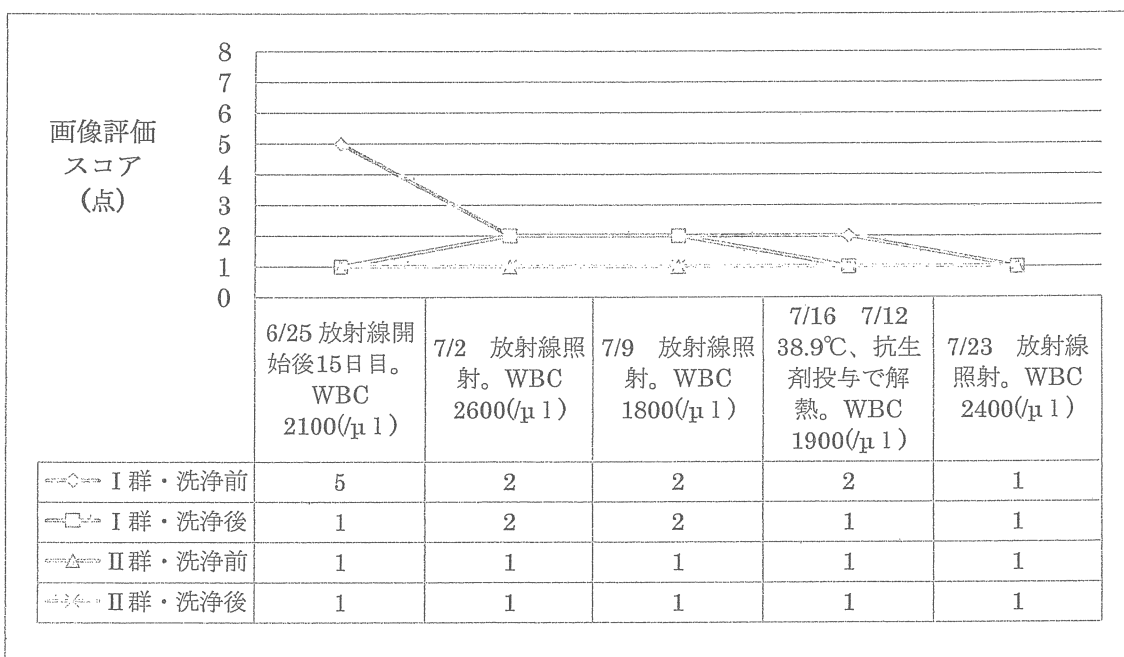 8
7
6
5
4
3
2
1
0
画像評価
スコア
(点)
6/25 放射線開
始後15日目。
WBC
2100(/μl)
7/2 放射線照
射。WBC
2600(/μl)
7/9 放射線照
射。WBC
1800(/μl)
7/16 7/12
38.9℃、抗生
剤投与で解
熱。WBC
1900(/μl)
7/23 放射線
照射。WBC
2400(/μl)
Ⅰ群・洗浄前 5 2 2 2 1
Ⅰ群・洗浄後 1 2 2 1 1
Ⅱ群・洗浄前 1 1 1 1 1
Ⅱ群・洗浄後 1 1 1 1 1